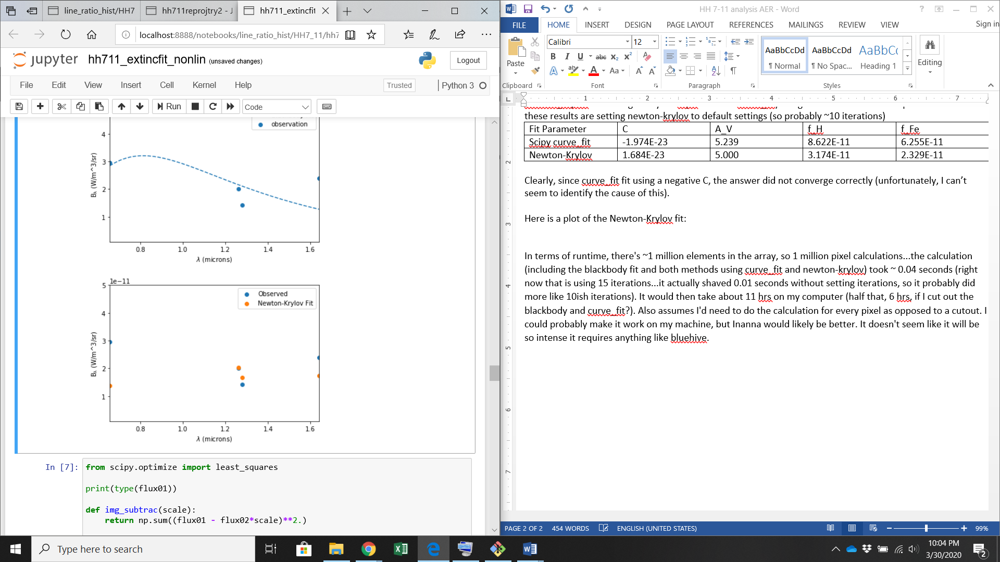 line_ratio_hist/HH7
hh711reprojtry2 - J
hh711_extincfit
localhost:8888/notebooks/line_ratio_hist/HH7_11/hh7
jupyter hh711_extincfit_nonlin (unsaved changes)
Logout
File Edit View Insert Cell Kernel Help
Trusted
Python 3
Run
Code
observation
4
3
2
1
Bλ (W/m^3/sr)
0.8 1.0 1.2 1.4 1.6
λ (microns)
1e−11
5
4
3
2
1
Bλ (W/m^3/sr)
Observed
Newton-Krylov Fit
0.8 1.0 1.2 1.4 1.6
λ (microns)
In [7]:
from scipy.optimize import least_squares
print(type(flux01))
def img_subtrac(scale):
return np.sum((flux01 - flux02*scale)**2.)
HH 7-11 analysis AER - Word
FILE HOME INSERT DESIGN PAGE LAYOUT REFERENCES MAILINGS REVIEW VIEW Sign in
Paste
Calibri 12
B I U abc X2 X2
A ab A Aa A A
AaBbCcDd AaBbCcDd AaBbCc
¶ Normal ¶ No Spac... Heading 1
Editing
Clipboard Font Paragraph Styles
1 2 3 4 5 6 7
2
3
4
5
6
7
these results are setting newton-krylov to default settings (so probably ~10 iterations)
Fit Parameter C A_V f_H f_Fe
Scipy curve_fit -1.974E-23 5.239 8.622E-11 6.255E-11
Newton-Krylov 1.684E-23 5.000 3.174E-11 2.329E-11
Clearly, since curve_fit fit using a negative C, the answer did not converge correctly (unfortunately, I can’t
seem to identify the cause of this).
Here is a plot of the Newton-Krylov fit:
In terms of runtime, there's ~1 million elements in the array, so 1 million pixel calculations...the calculation
(including the blackbody fit and both methods using curve_fit and newton-krylov) took ~ 0.04 seconds (right
now that is using 15 iterations...it actually shaved 0.01 seconds without setting iterations, so it probably did
more like 10ish iterations). It would then take about 11 hrs on my computer (half that, 6 hrs, if I cut out the
blackbody and curve_fit?). Also assumes I'd need to do the calculation for every pixel as opposed to a cutout. I
could probably make it work on my machine, but Inanna would likely be better. It doesn't seem like it will be
so intense it requires anything like bluehive.
PAGE 2 OF 2 454 WORDS ENGLISH (UNITED STATES) 99%
Type here to search
10:04 PM
3/30/2020
2